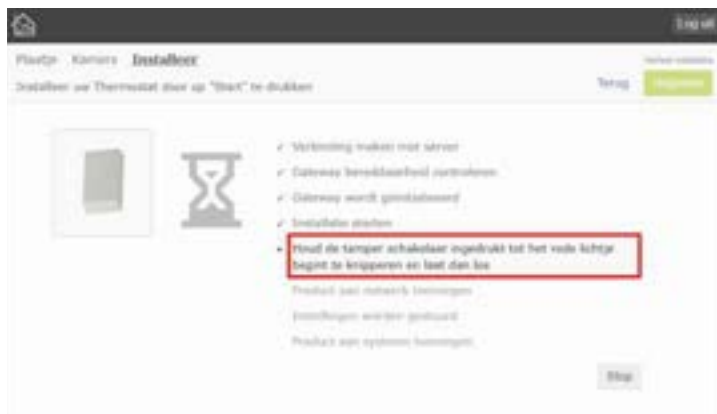 Log uit
Plaatje Kamers Installeer
Installeer uw Thermostat door op "Start" te drukken
Terug
Verbinding maken met server
Gateway bereikbaarheid controleren
Gateway wordt geïnitialiseerd
Installatie starten
Houd de tamper schakelaar ingedrukt tot het rode lichtje
begint te knipperen en laat dan los
Product aan netwerk toevoegen
Instellingen worden gestuurd
Product aan systeem toevoegen
Stop